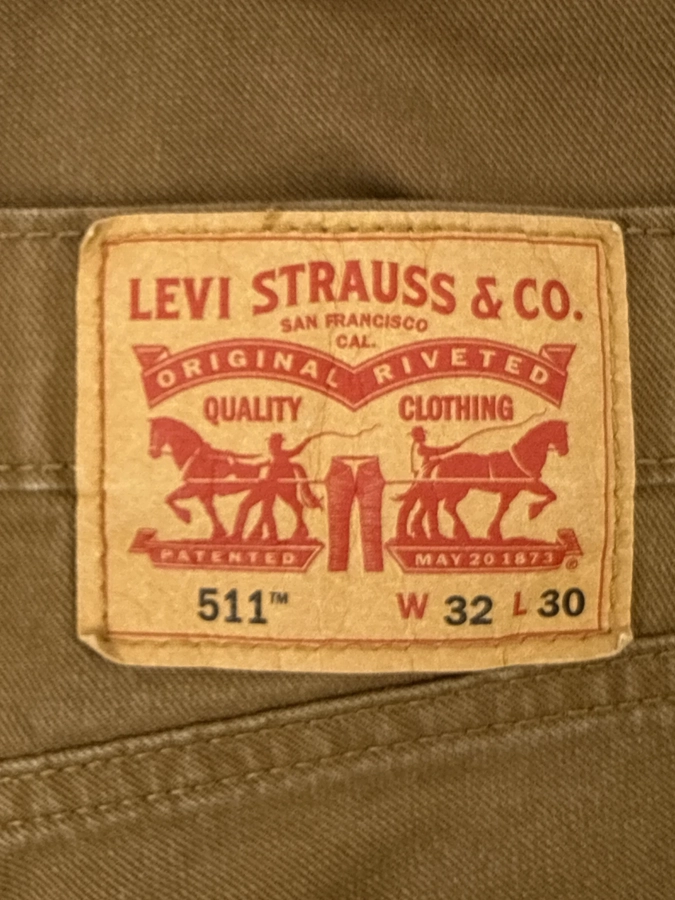 LEVI STRAUSS & CO.
SAN FRANCISCO
CAL.
ORIGINAL RIVETED
QUALITY CLOTHING
PATENTED MAY 20 1873 ®
511™ W 32 L 30